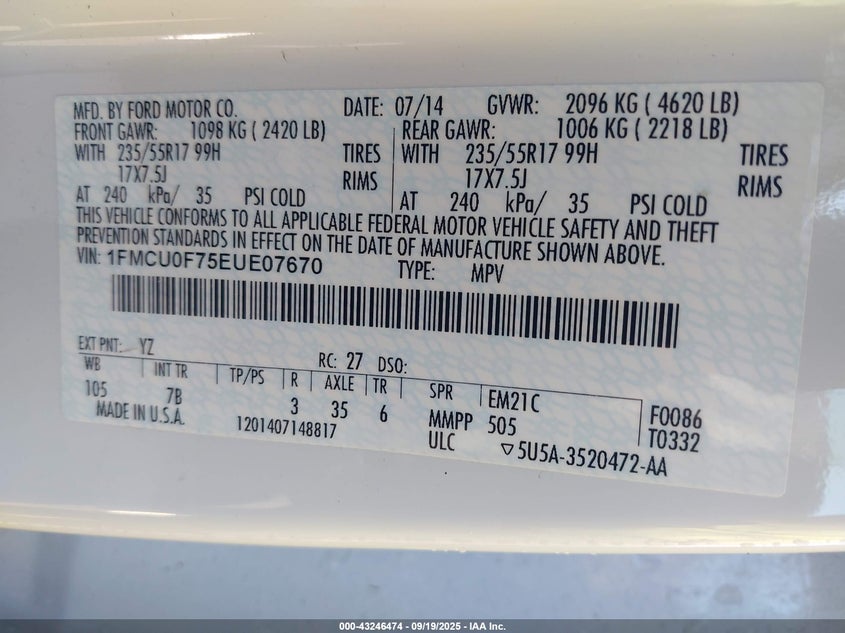 MFD. BY FORD MOTOR CO. DATE: 07/14 GVWR: 2096 KG ( 4620 LB)
FRONT GAWR: 1098 KG ( 2420 LB) REAR GAWR: 1006 KG ( 2218 LB)
WITH 235/55R17 99H TIRES WITH 235/55R17 99H TIRES
17X7.5J RIMS 17X7.5J RIMS
AT 240 kPa/ 35 PSI COLD AT 240 kPa/ 35 PSI COLD
THIS VEHICLE CONFORMS TO ALL APPLICABLE FEDERAL MOTOR VEHICLE SAFETY AND THEFT
PREVENTION STANDARDS IN EFFECT ON THE DATE OF MANUFACTURE SHOWN ABOVE.
VIN: 1FMCU0F75EUE07670 TYPE: MPV
EXT PNT: YZ RC: 27 DSO:
WB INT TR TP/PS R AXLE TR SPR EM21C
105 7B 3 35 6 MMPP 505 F0086
MADE IN U.S.A. 1201407148817 ULC T0332
▽5U5A-3520472-AA
000-43246474 - 09/19/2025 - IAA Inc.